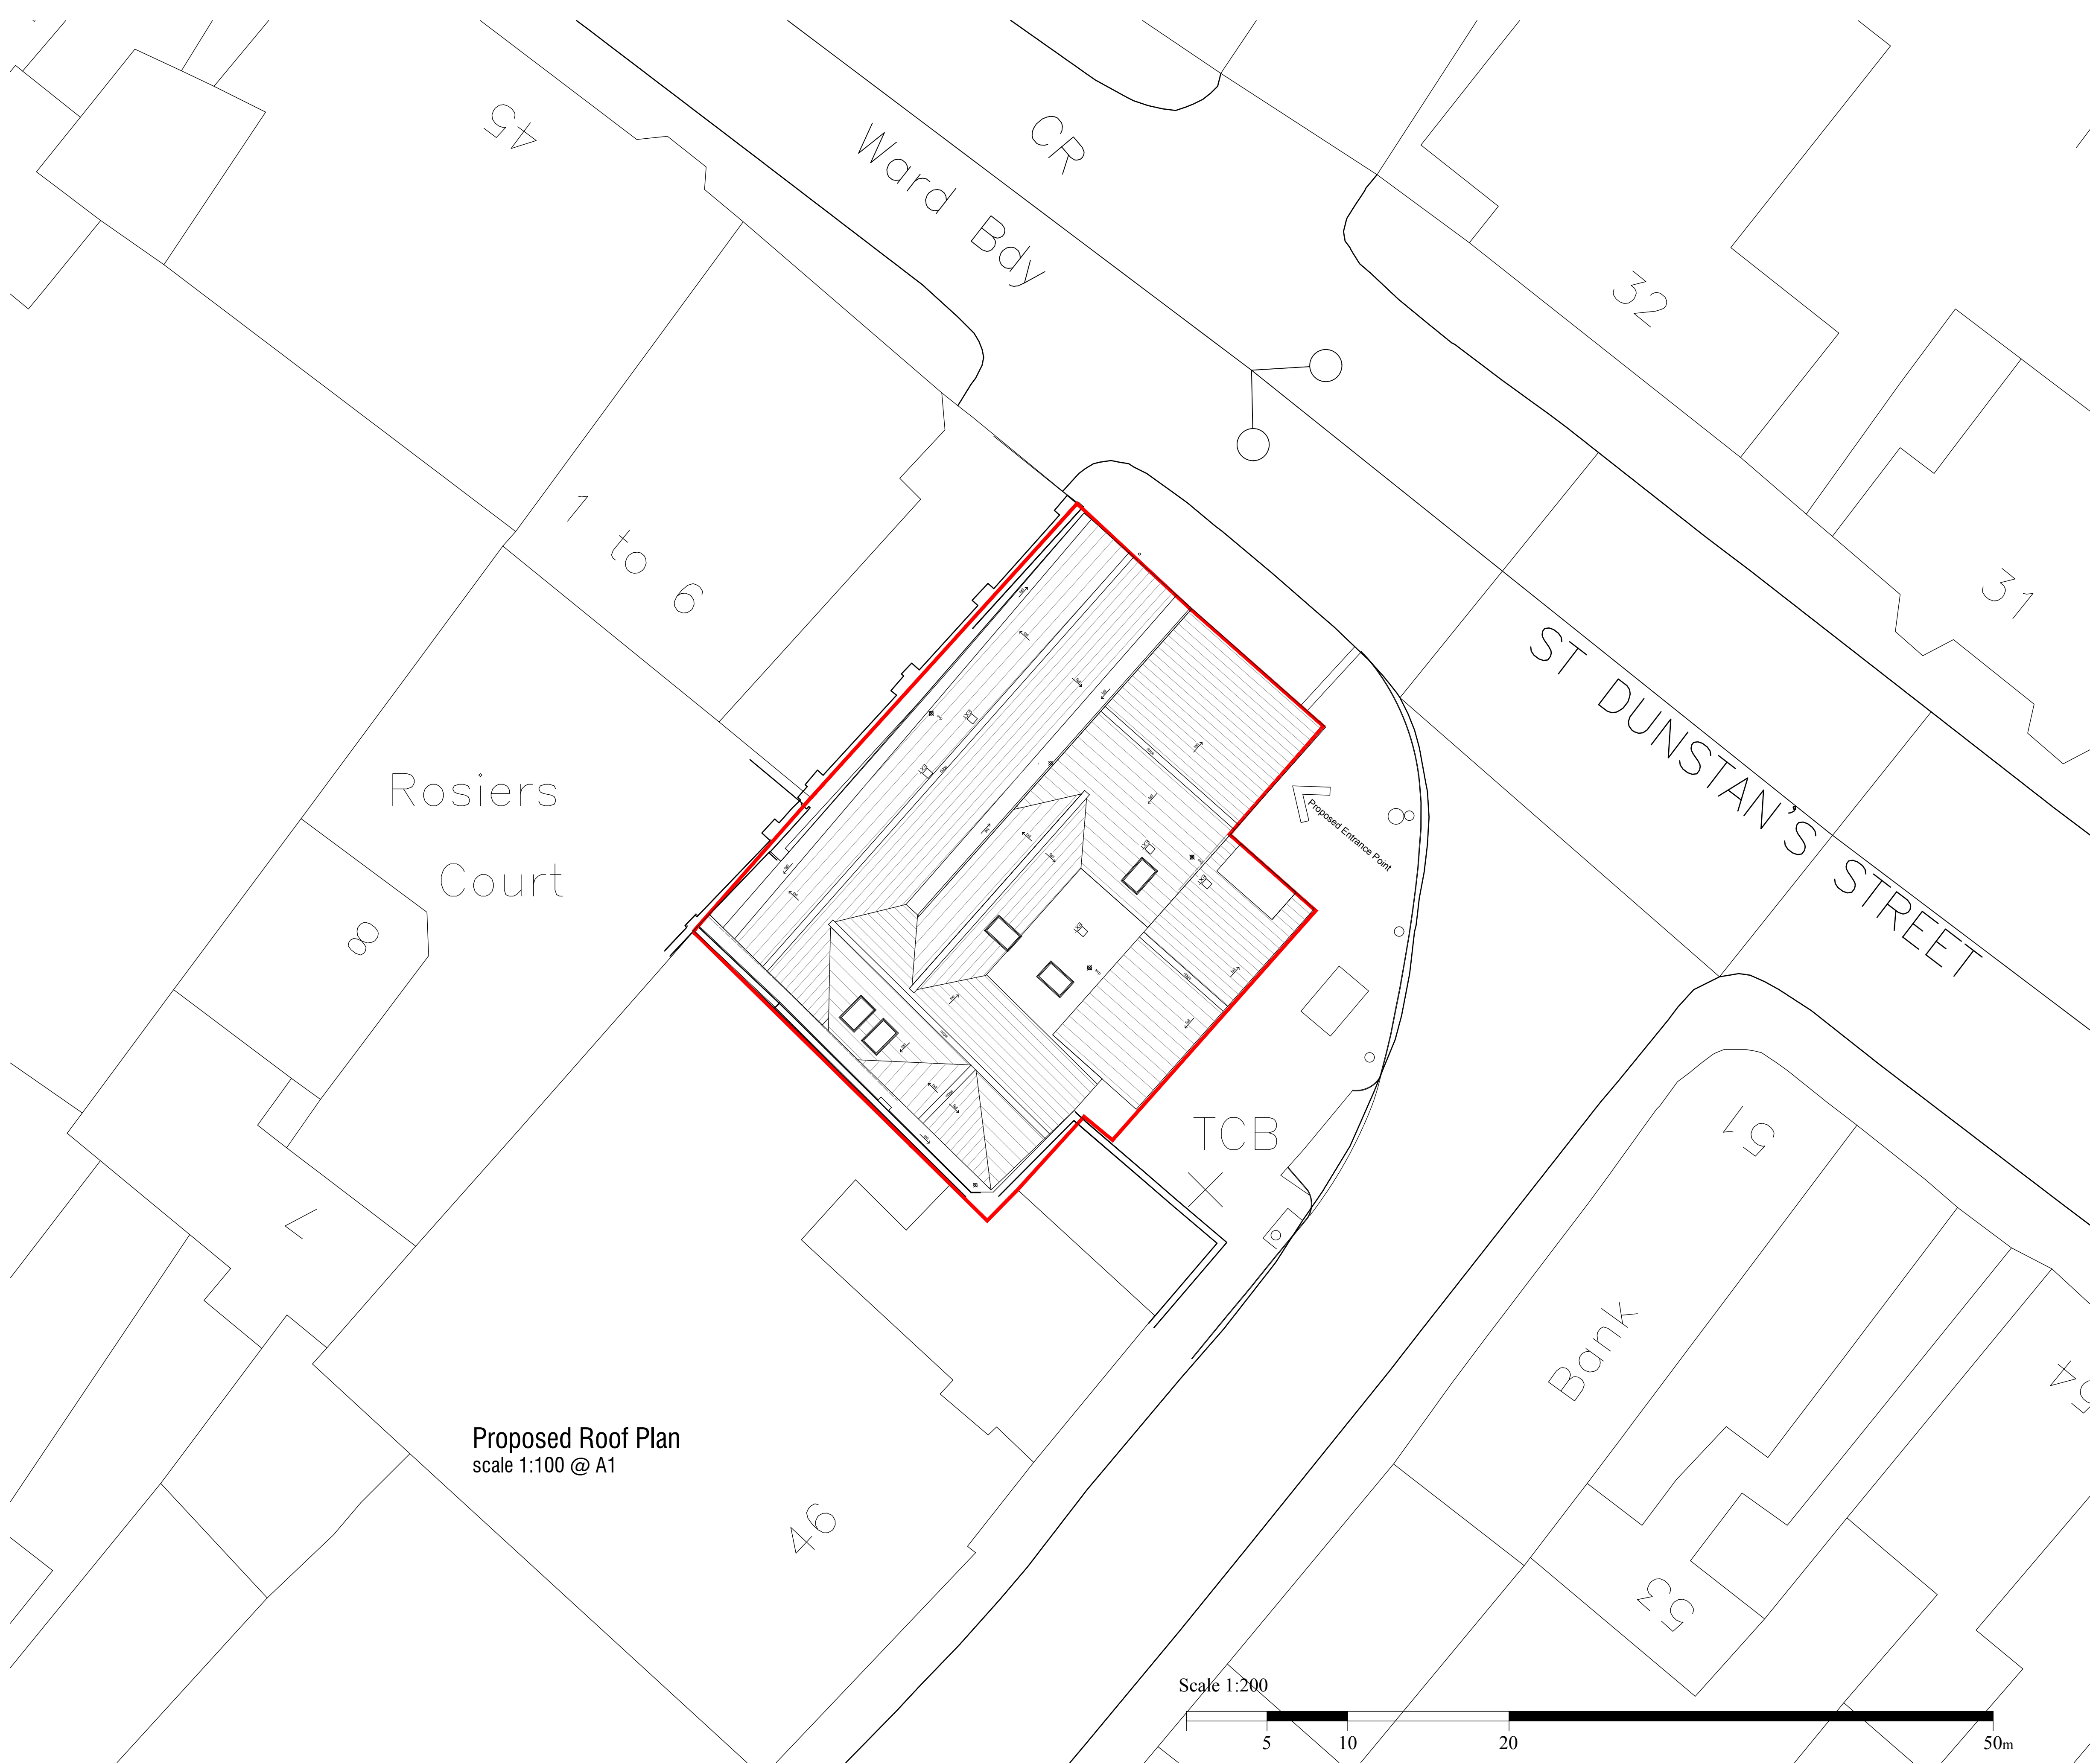 45
CR
Ward Bdy
32
31
1 to 6
ST DUNSTAN'S STREET
Rosiers
Court
Proposed Entrance Point
8
TCB
51
7
Bank
54
Proposed Roof Plan
scale 1:100 @ A1
46
53
Scale 1:200
5 10 20 50m